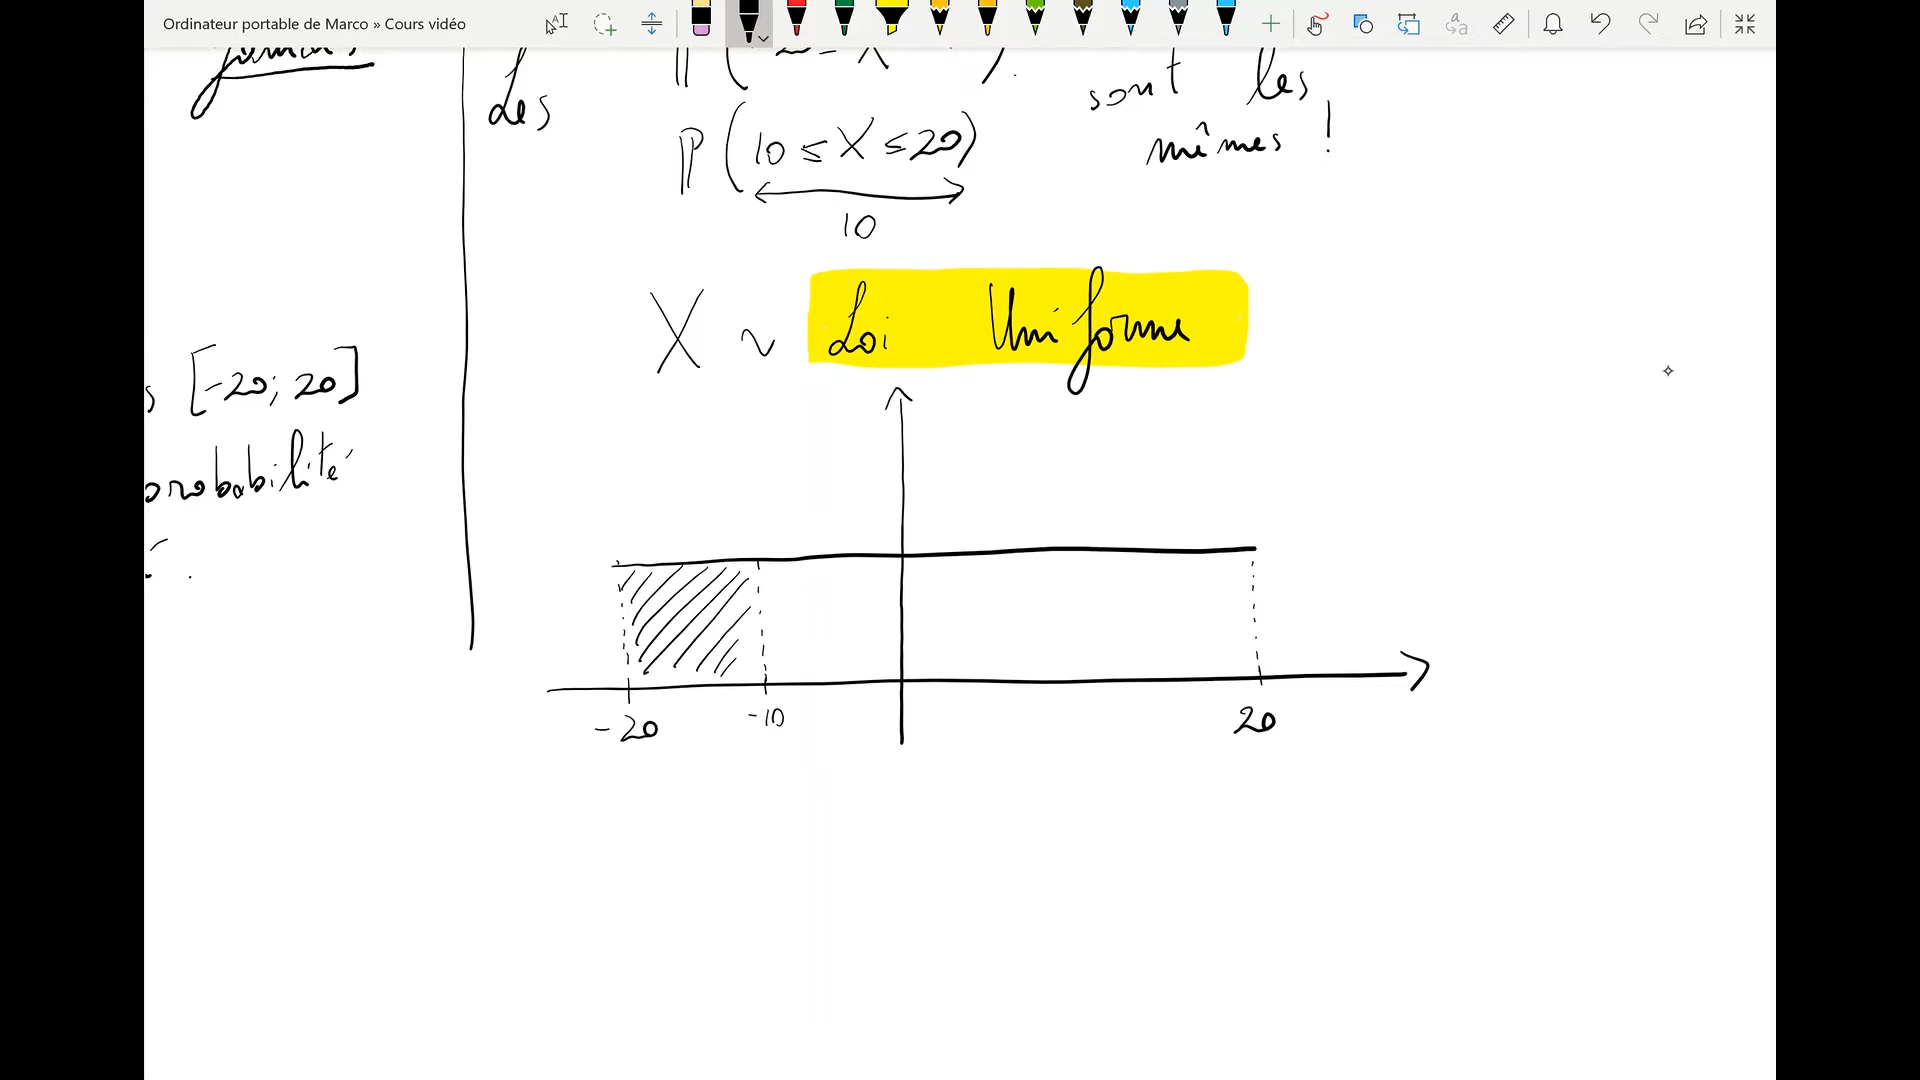 Ordinateur portable de Marco » Cours vidéo
Les
sont les
ℙ(10 ≤ X ≤ 20)
mêmes !
10
X ~ Loi Uniforme
[-20; 20]
probabilité
-20 -10 20